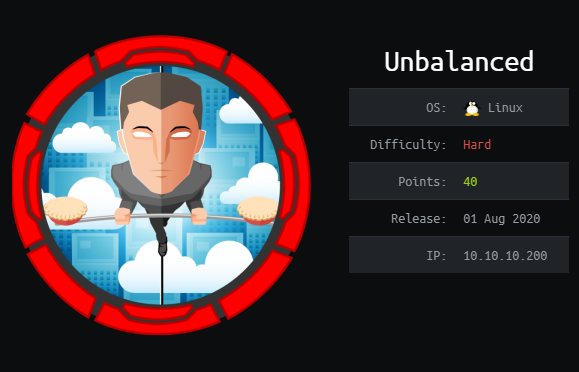 Unbalanced
OS: Linux
Difficulty: Hard
Points: 40
Release: 01 Aug 2020
IP: 10.10.10.200